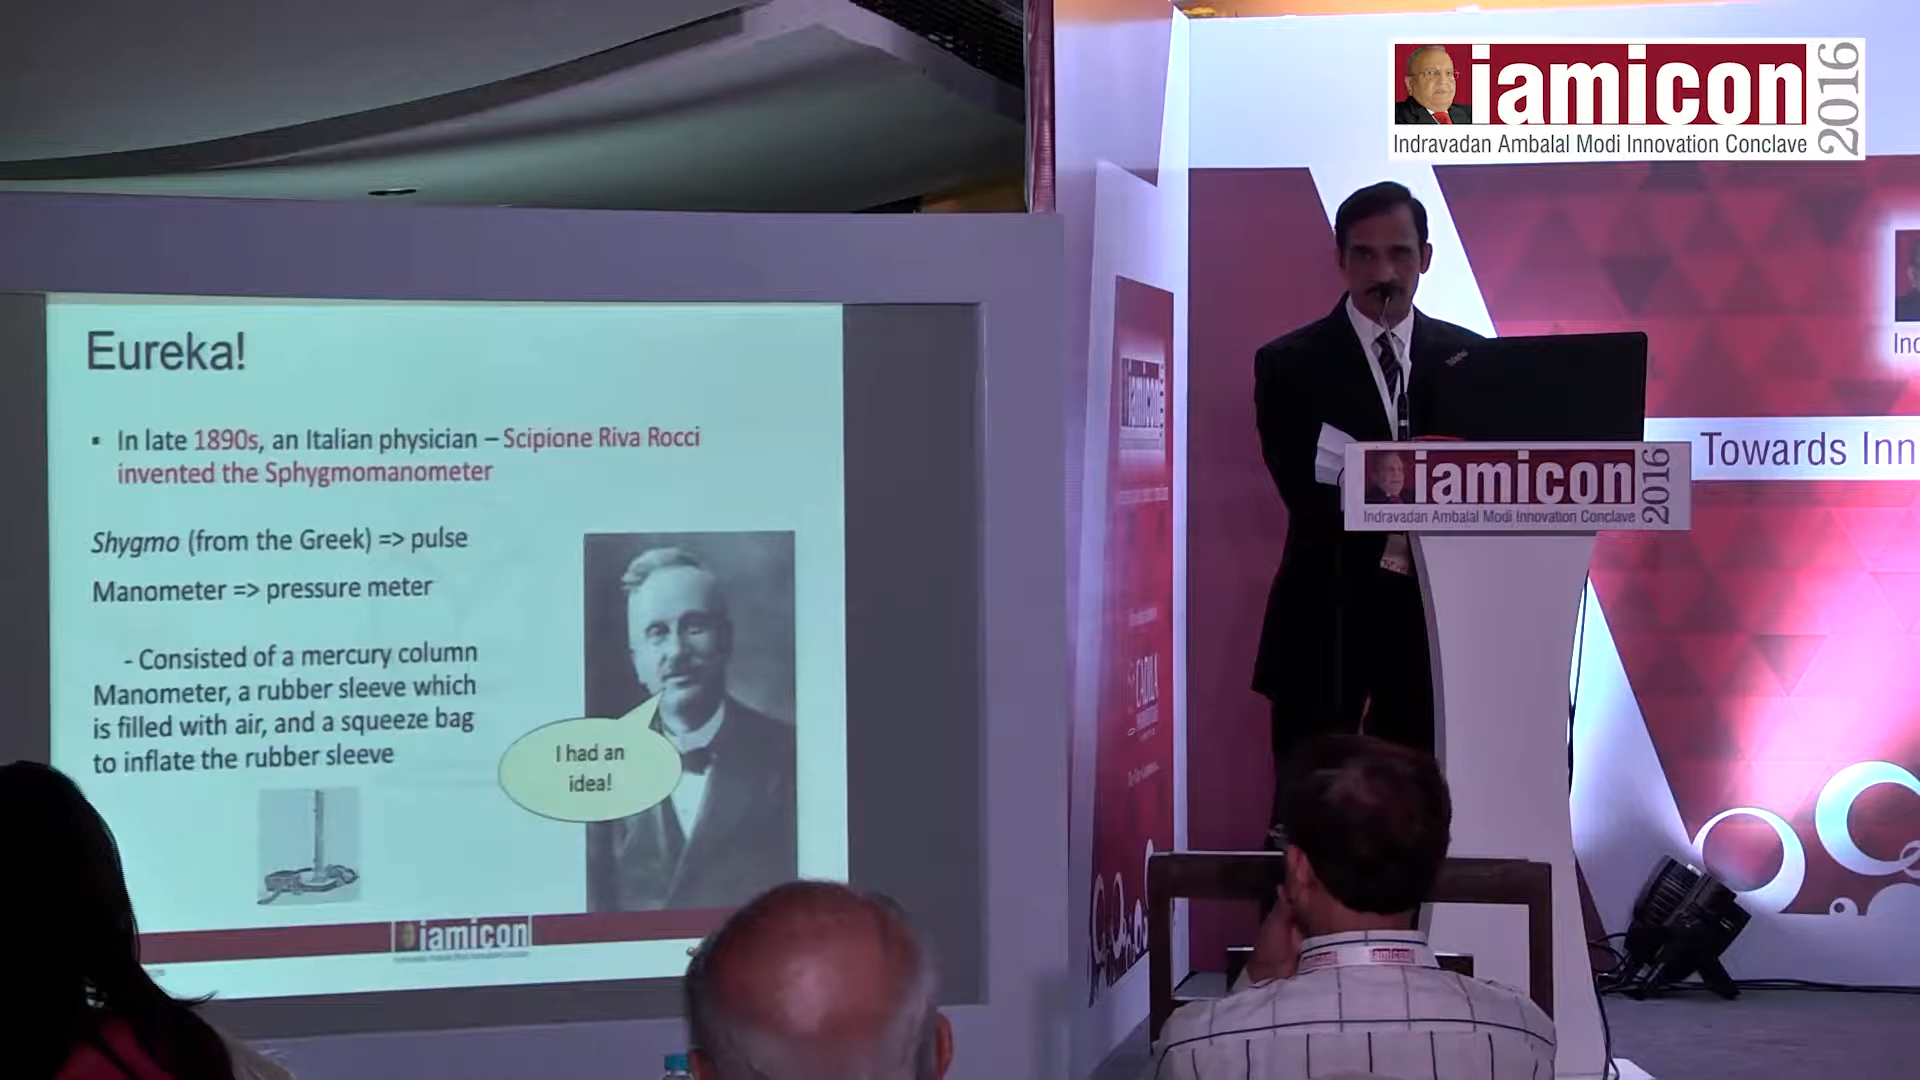 iamicon
2016
Indravadan Ambalal Modi Innovation Conclave
Eureka!
▪ In late 1890s, an Italian physician – Scipione Riva Rocci
invented the Sphygmomanometer
Shygmo (from the Greek) => pulse
Manometer => pressure meter
- Consisted of a mercury column
Manometer, a rubber sleeve which
is filled with air, and a squeeze bag
to inflate the rubber sleeve
I had an
idea!
iamicon
iamicon
2016
Indravadan Ambalal Modi Innovation Conclave
Towards Inn
Inc
iamicon
CADILA
iamicon